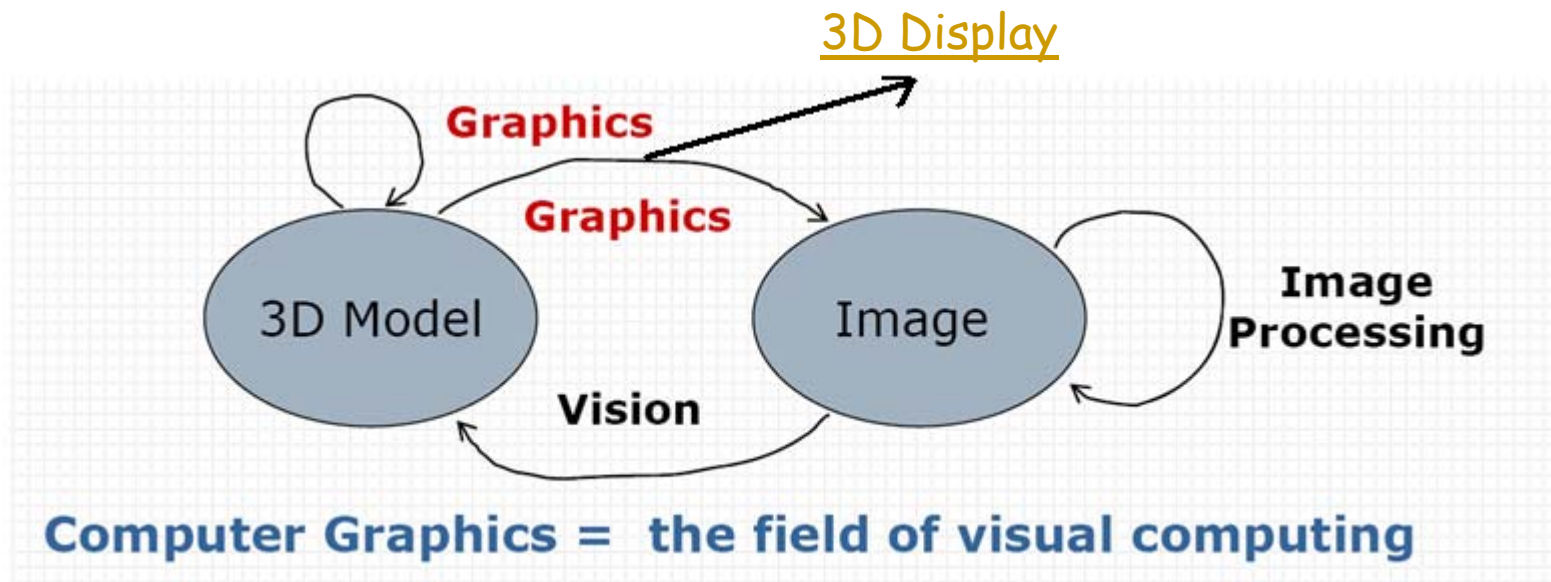 3D Display
Graphics
Graphics
3D Model
Image
Image
Processing
Vision
Computer Graphics = the field of visual computing